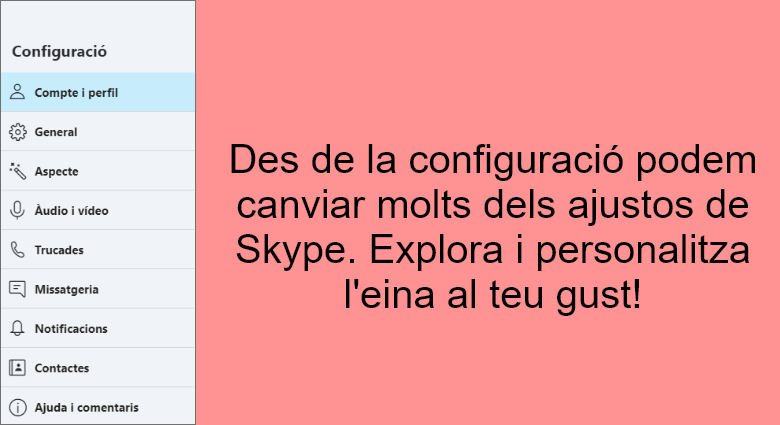 Configuració
Compte i perfil
General
Aspecte
Àudio i vídeo
Trucades
Missatgeria
Notificacions
Contactes
Ajuda i comentaris
Des de la configuració podem
canviar molts dels ajustos de
Skype. Explora i personalitza
l'eina al teu gust!